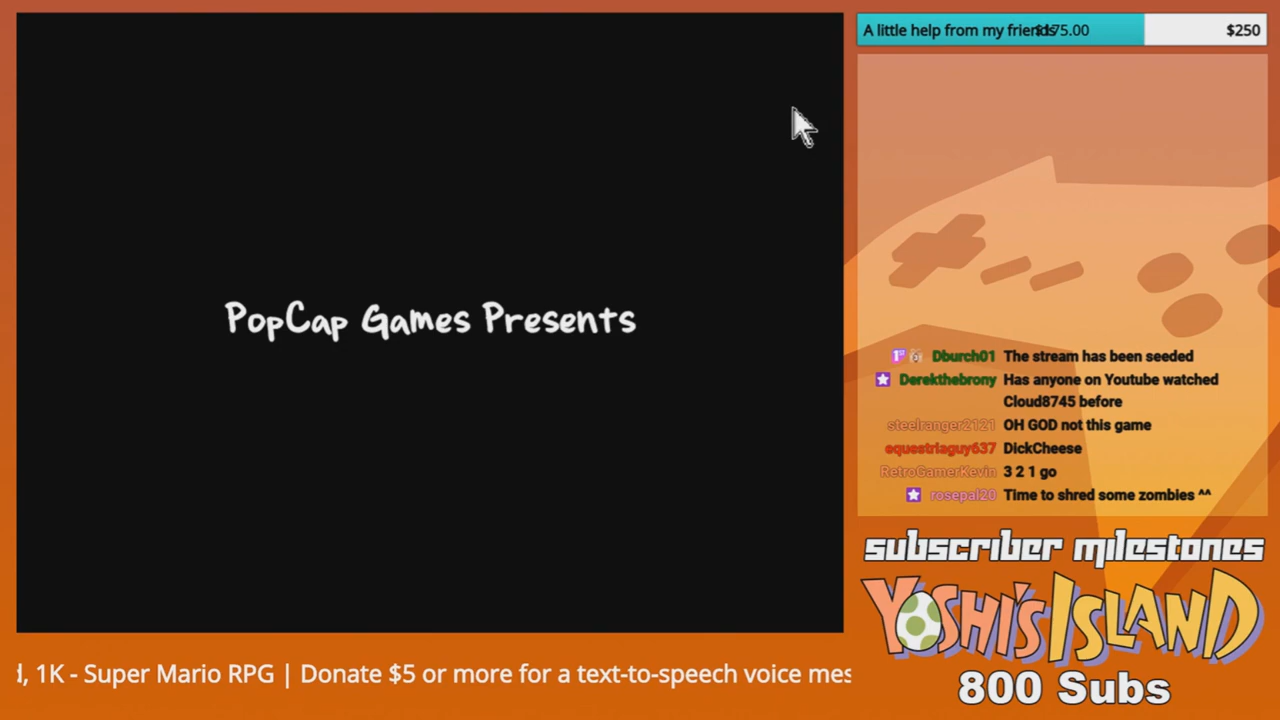 A little help from my friends $175.00 $250
PopCap Games Presents
Dburch01 The stream has been seeded
Derekthebrony Has anyone on Youtube watched
Cloud8745 before
steelranger2121 OH GOD not this game
equestriaguy637 DickCheese
RetroGamerKevin 3 2 1 go
rosepal20 Time to shred some zombies ^^
subscriber milestones
YOSHI'S ISLAND
800 Subs
, 1K - Super Mario RPG | Donate $5 or more for a text-to-speech voice mes